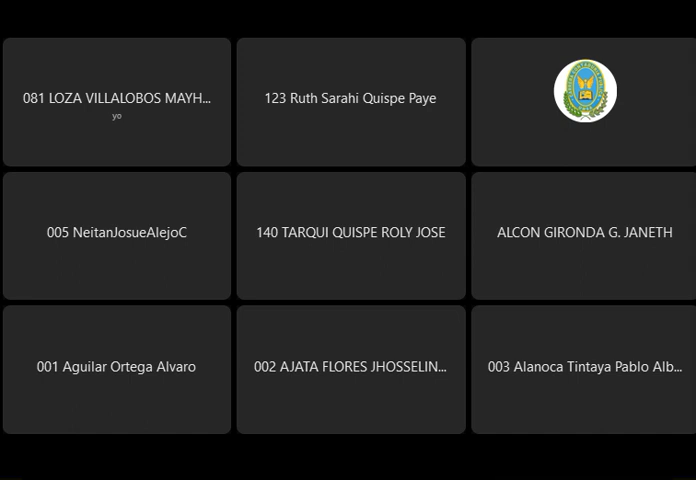 081 LOZA VILLALOBOS MAYH...
yo
123 Ruth Sarahi Quispe Paye
005 NeitanJosueAlejoC
140 TARQUI QUISPE ROLY JOSE
ALCON GIRONDA G. JANETH
001 Aguilar Ortega Alvaro
002 AJATA FLORES JHOSSELIN...
003 Alanoca Tintaya Pablo Alb...